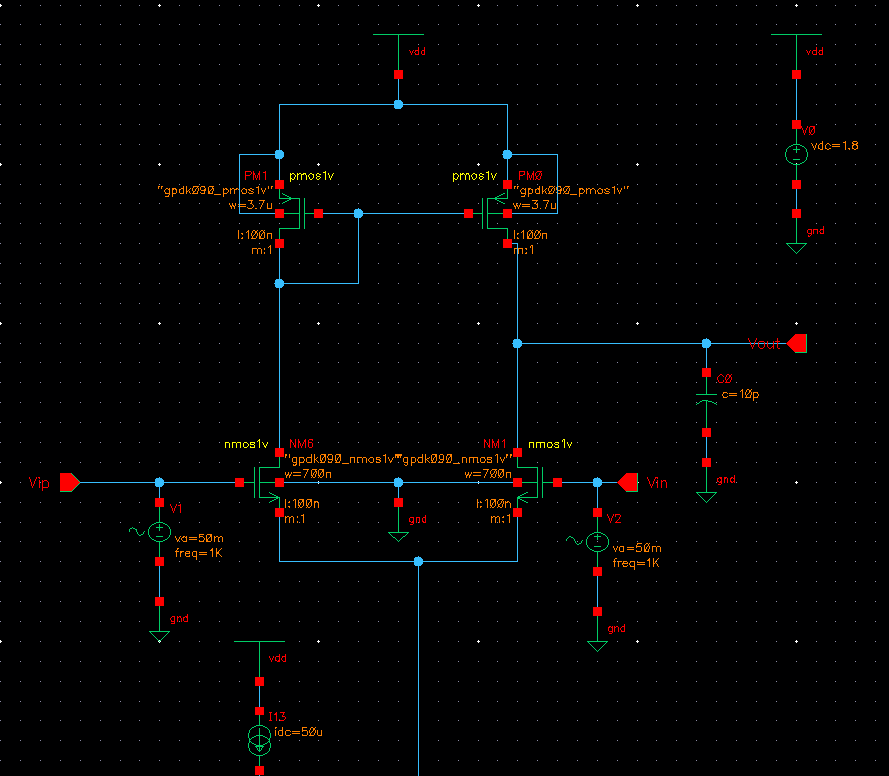 vdd
vdd
V0
vdc=1.8
gnd
PM1
pmos1v
"gpdk090_pmos1v"
w=3.7u
l:100n
m:1
pmos1v
PM0
"gpdk090_pmos1v"
w=3.7u
l:100n
m:1
Vout
C0
c=10p
gnd
nmos1v
NM6
"gpdk090_nmos1v"
w=700n
l:100n
m:1
NM1
nmos1v
"gpdk090_nmos1v"
w=700n
l:100n
m:1
gnd
Vip
V1
va=50m
freq=1K
gnd
Vin
V2
va=50m
freq=1K
gnd
vdd
I13
idc=50u